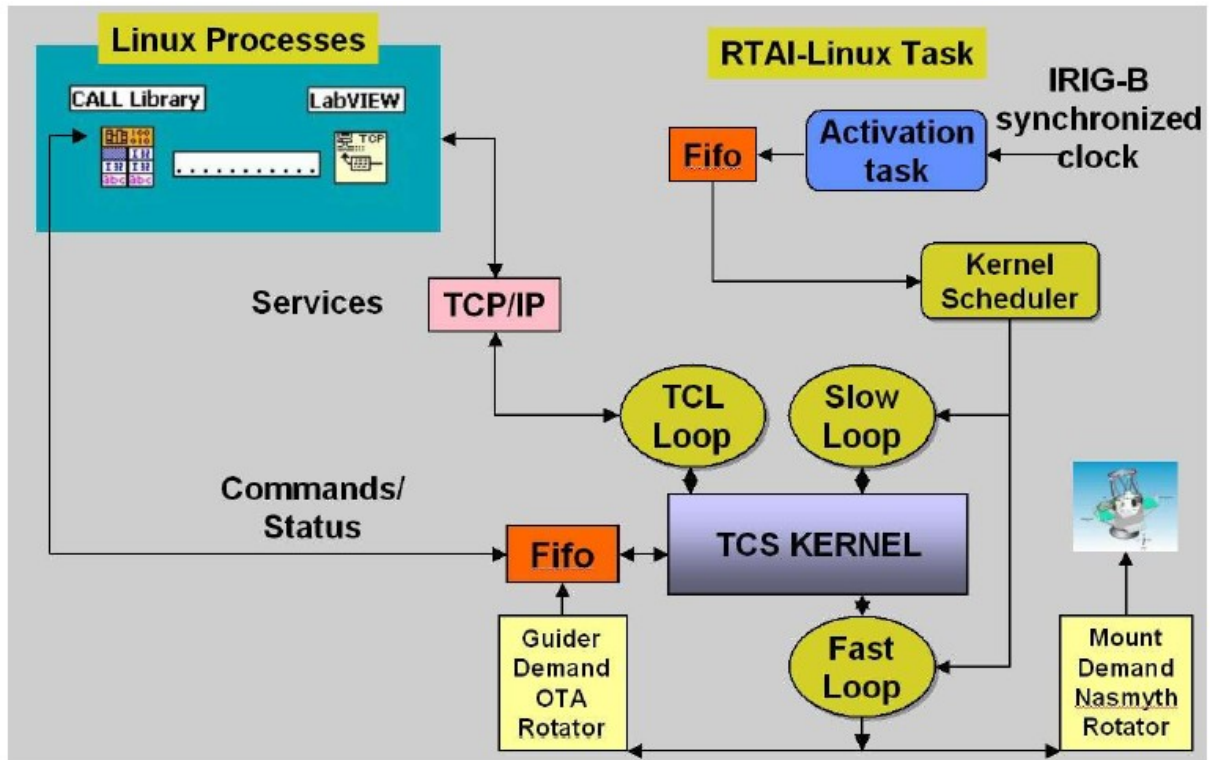 Linux Processes
RTAI-Linux Task
CALL Library
LabVIEW
TCP
IRIG-B
synchronized
clock
Fifo
Activation
task
Kernel
Scheduler
Services
TCP/IP
TCL
Loop
Slow
Loop
Commands/
Status
Fifo
TCS KERNEL
Guider
Demand
OTA
Rotator
Fast
Loop
Mount
Demand
Nasmyth
Rotator